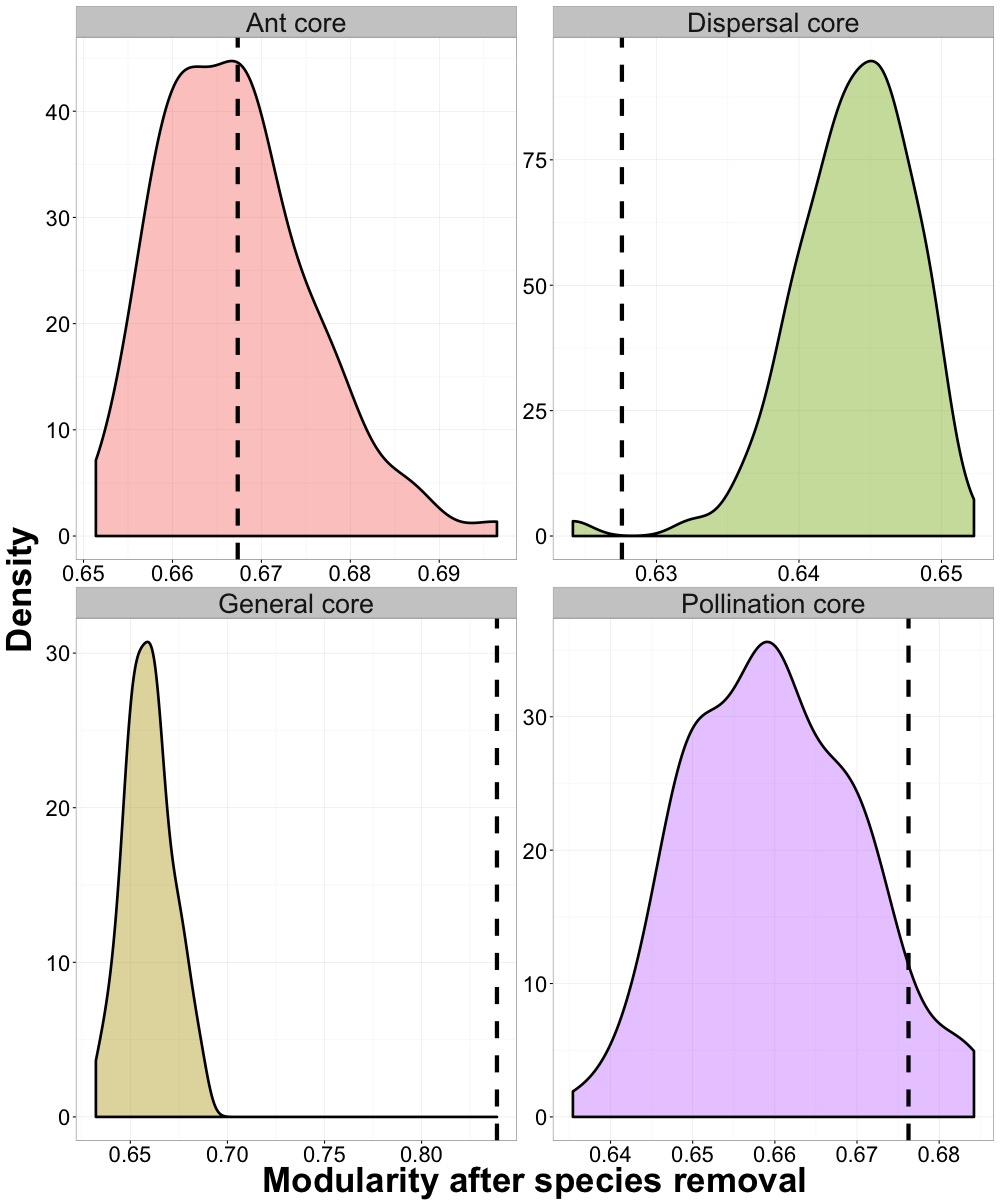 Ant core
Dispersal core
40
30
20
10
0
75
50
25
0
0.65 0.66 0.67 0.68 0.69
0.63 0.64 0.65
Density
General core
Pollination core
30
20
10
0
30
20
10
0
0.65 0.70 0.75 0.80
0.64 0.65 0.66 0.67 0.68
Modularity after species removal